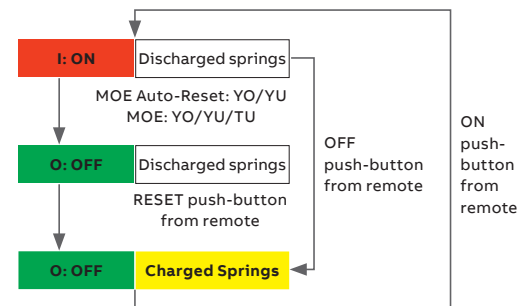 I: ON
Discharged springs
MOE Auto-Reset: YO/YU
MOE: YO/YU/TU
O: OFF
Discharged springs
RESET push-button
from remote
O: OFF
Charged Springs
OFF
push-button
from remote
ON
push-
button
from
remote